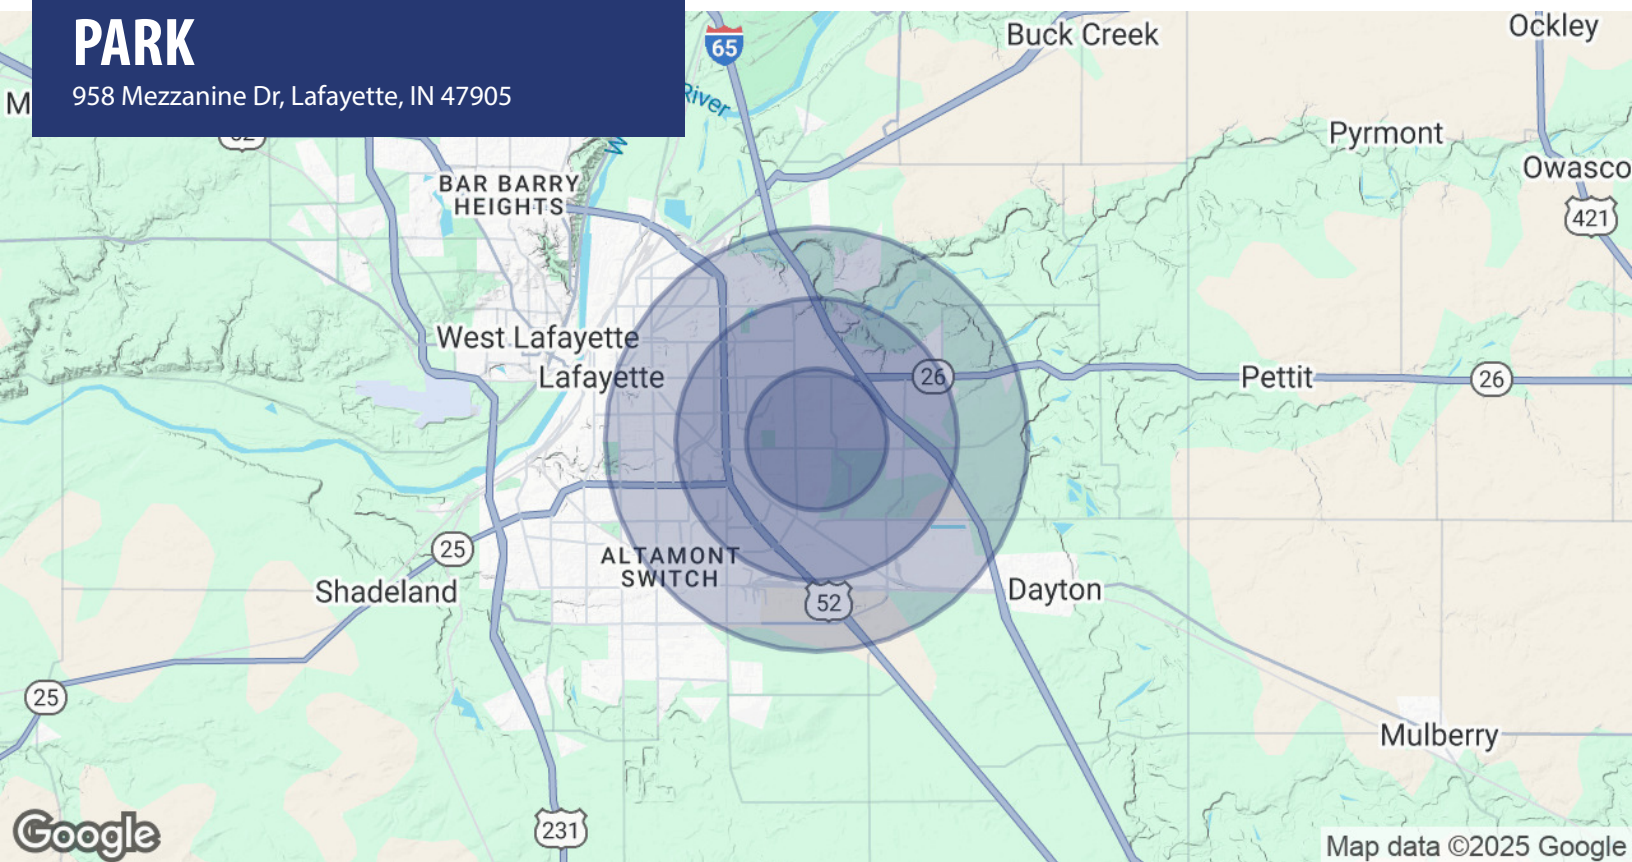 PARK
958 Mezzanine Dr, Lafayette, IN 47905
65
Buck Creek
Ockley
M
River
W
Pyrmont
Owasco
421
BAR BARRY
HEIGHTS
West Lafayette
Lafayette
26
Pettit
26
25
ALTAMONT
SWITCH
Shadeland
52
Dayton
25
Mulberry
231
Google
Map data ©2025 Google